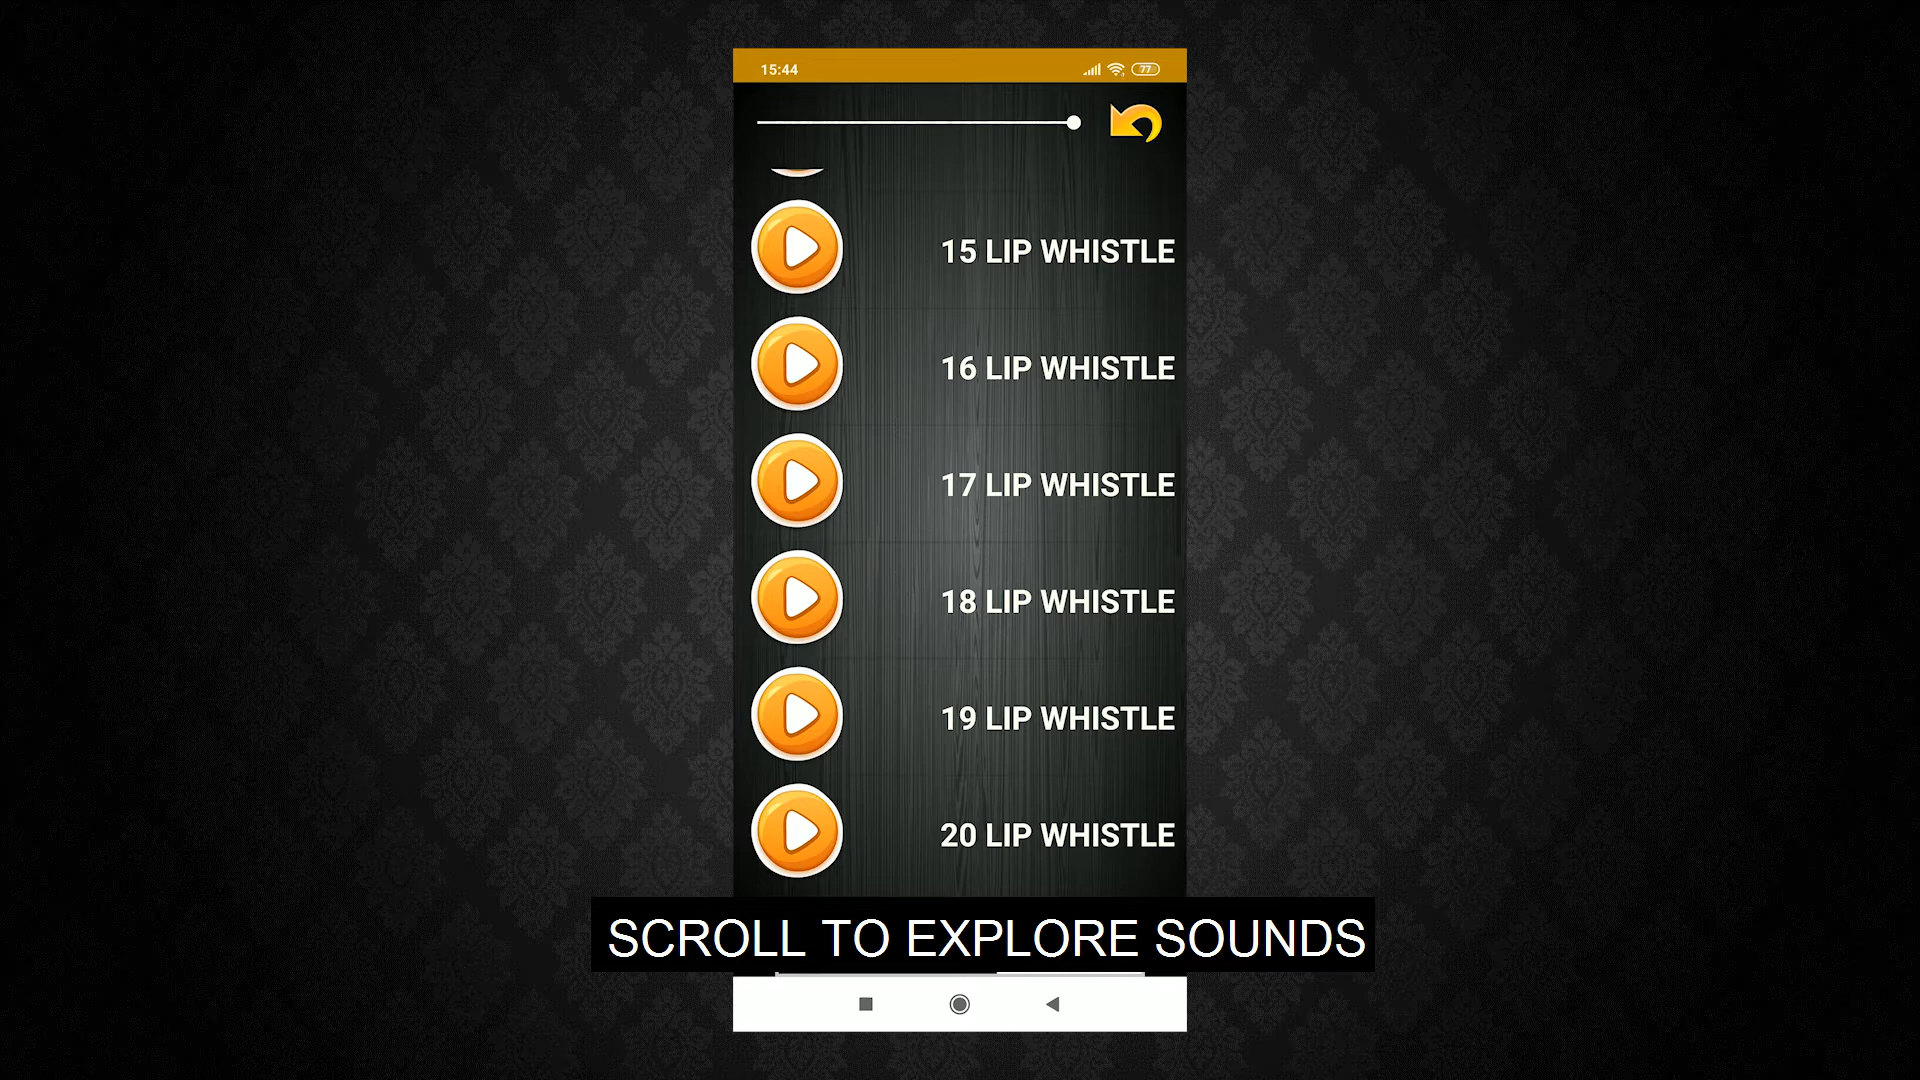 15:44
77
15 LIP WHISTLE
16 LIP WHISTLE
17 LIP WHISTLE
18 LIP WHISTLE
19 LIP WHISTLE
20 LIP WHISTLE
SCROLL TO EXPLORE SOUNDS